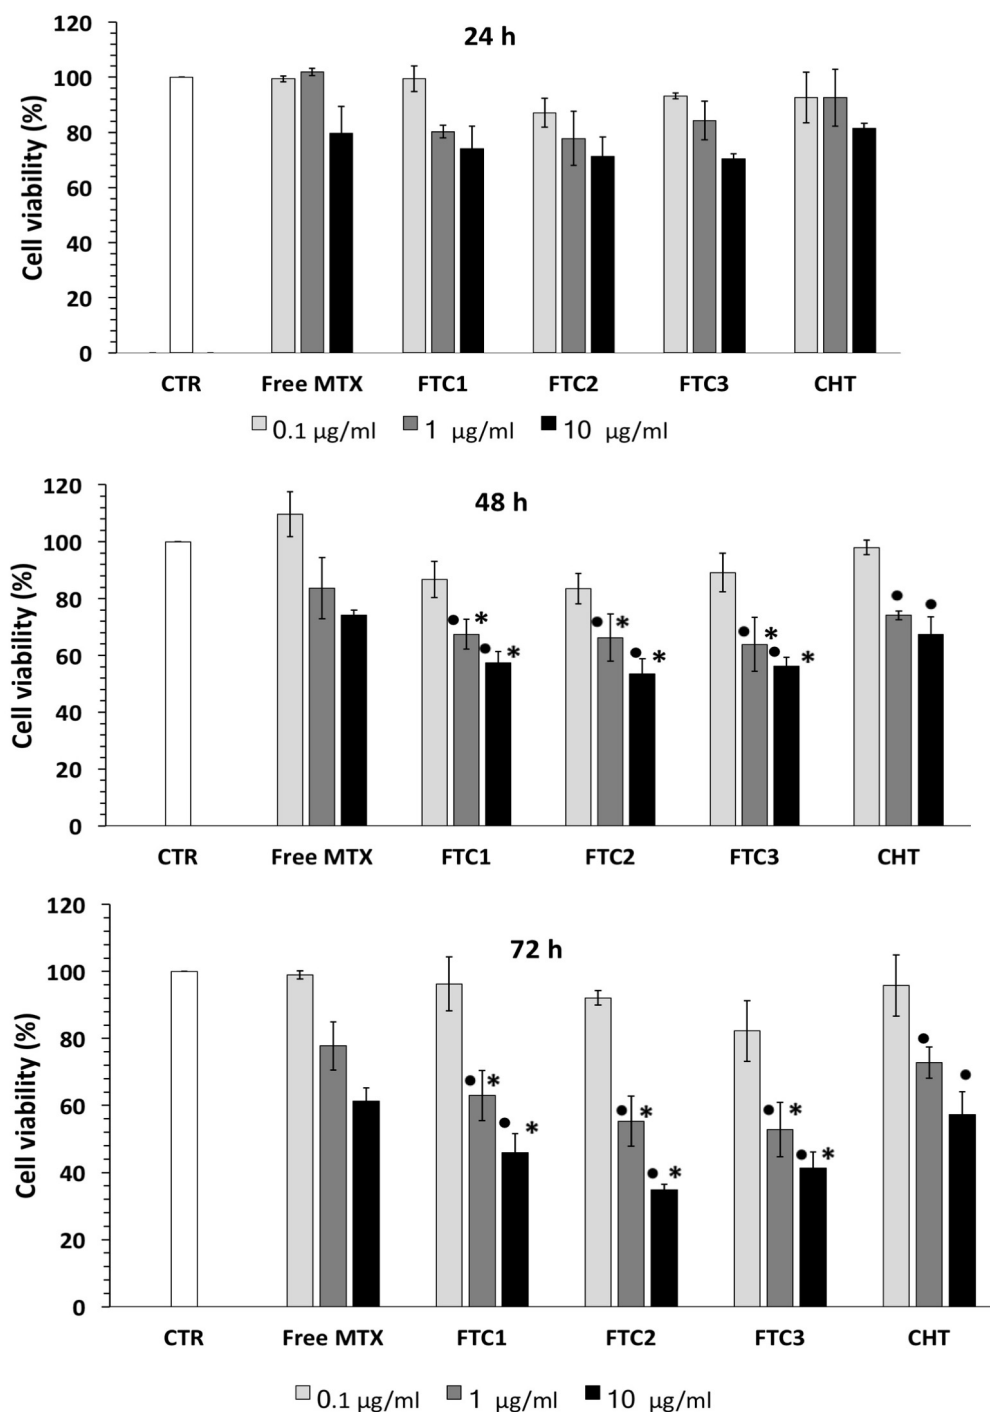 120
24 h
100
80
60
40
20
0
Cell viability (%)
CTR Free MTX FTC1 FTC2 FTC3 CHT
0.1 µg/ml 1 µg/ml 10 µg/ml
120
48 h
100
80
60
40
20
0
Cell viability (%)
• * • * • * • * • * • * • •
CTR Free MTX FTC1 FTC2 FTC3 CHT
120
72 h
100
80
60
40
20
0
Cell viability (%)
• * • * • * • * • * • * • •
CTR Free MTX FTC1 FTC2 FTC3 CHT
0.1 µg/ml 1 µg/ml 10 µg/ml